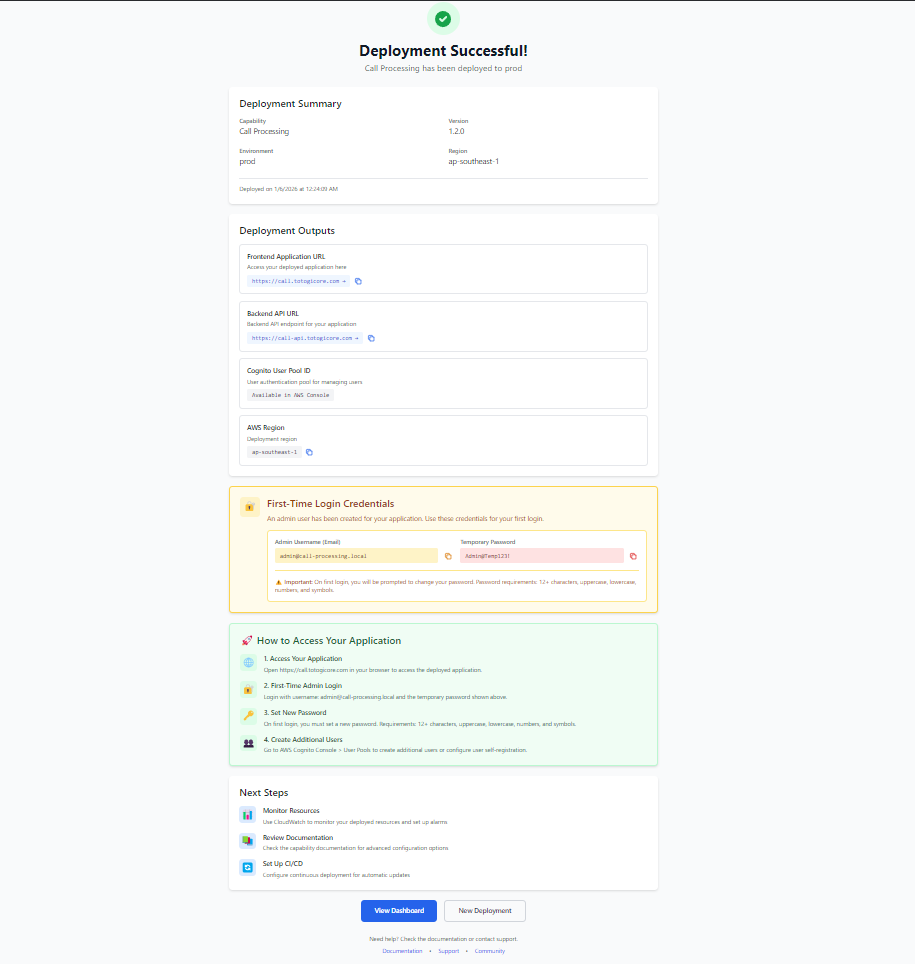 Deployment Successful!
Call Processing has been deployed to prod
Deployment Summary
Capability
Call Processing
Version
1.2.0
Environment
prod
Region
ap-southeast-1
Deployed on 1/6/2026 at 12:24:09 AM
Deployment Outputs
Frontend Application URL
Access your deployed application here
https://call.totogicore.com →
Backend API URL
Backend API endpoint for your application
https://call-api.totogicore.com →
Cognito User Pool ID
User authentication pool for managing users
Available in AWS Console
AWS Region
Deployment region
ap-southeast-1
First-Time Login Credentials
An admin user has been created for your application. Use these credentials for your first login.
Admin Username (Email)
admin@call-processing.local
Temporary Password
Admin@Temp123!
⚠️ Important: On first login, you will be prompted to change your password. Password requirements: 12+ characters, uppercase, lowercase,
numbers, and symbols.
🚀 How to Access Your Application
1. Access Your Application
Open https://call.totogicore.com in your browser to access the deployed application.
2. First-Time Admin Login
Login with username: admin@call-processing.local and the temporary password shown above.
3. Set New Password
On first login, you must set a new password. Requirements: 12+ characters, uppercase, lowercase, numbers, and symbols.
4. Create Additional Users
Go to AWS Cognito Console > User Pools to create additional users or configure user self-registration.
Next Steps
Monitor Resources
Use CloudWatch to monitor your deployed resources and set up alarms
Review Documentation
Check the capability documentation for advanced configuration options
Set Up CI/CD
Configure continuous deployment for automatic updates
View Dashboard
New Deployment
Need help? Check the documentation or contact support.
Documentation • Support • Community